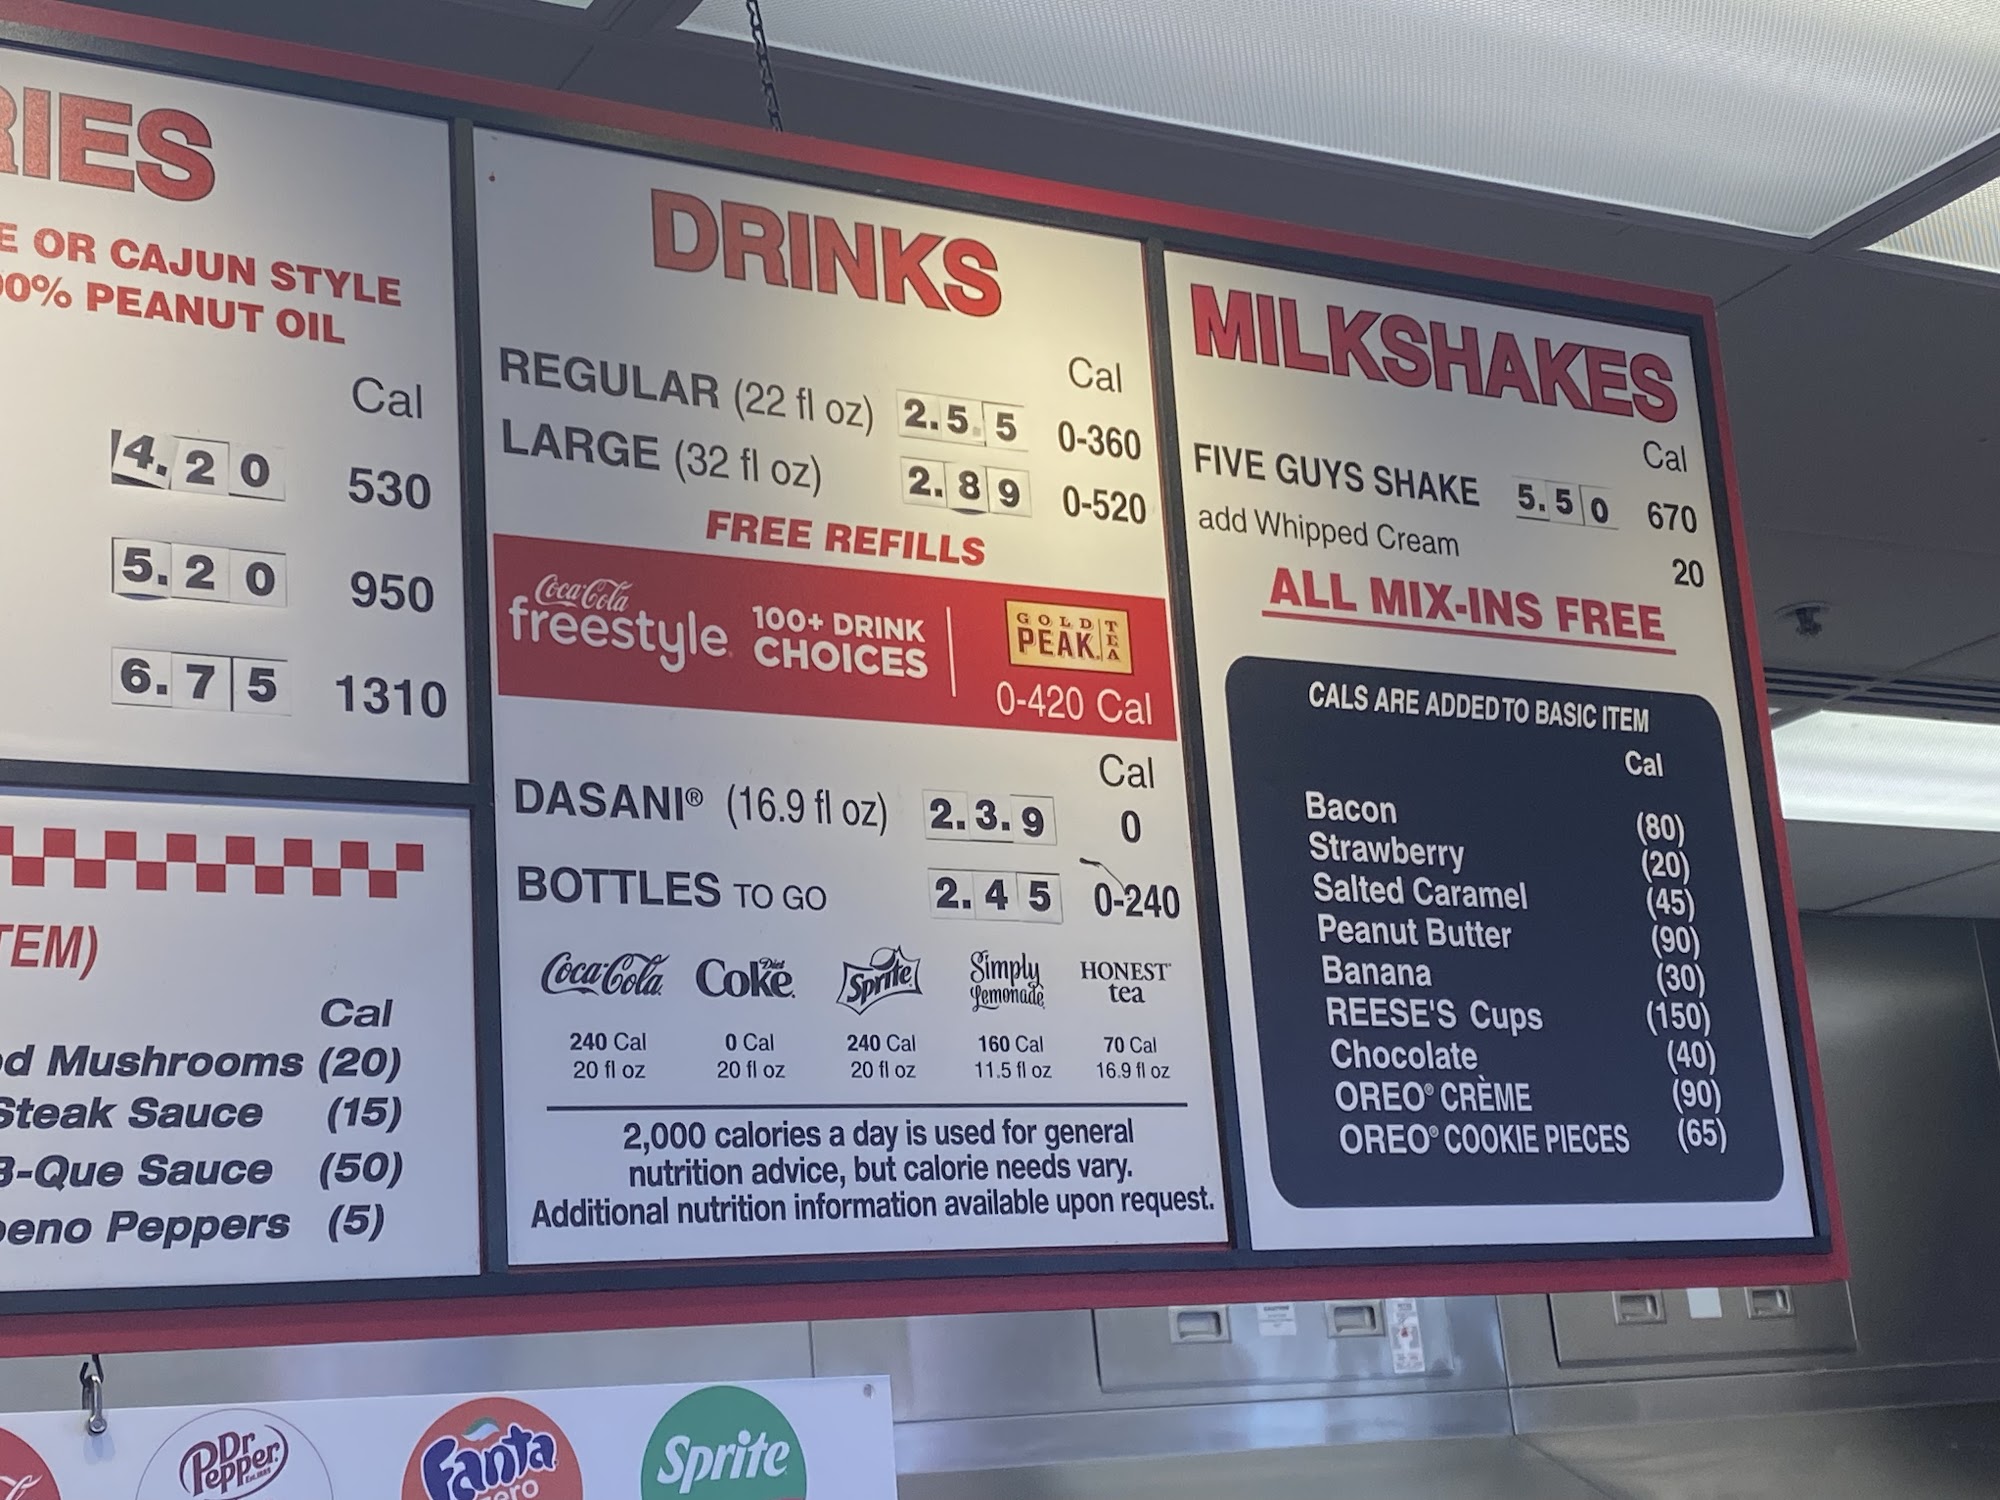 RIES
E OR CAJUN STYLE
00% PEANUT OIL
Cal
4.20 530
5.20 950
6.75 1310
TEM)
Cal
d Mushrooms (20)
Steak Sauce (15)
B-Que Sauce (50)
peno Peppers (5)
DRINKS
Cal
REGULAR (22 fl oz) 2.55 0-360
LARGE (32 fl oz) 2.89 0-520
FREE REFILLS
Coca-Cola
freestyle
100+ DRINK
CHOICES
GOLD
PEAK
TEA
0-420 Cal
Cal
DASANI® (16.9 fl oz) 2.3.9 0
BOTTLES TO GO 2.45 0-240
Coca-Cola Diet Coke Sprite Simply Lemonade HONEST tea
240 Cal 0 Cal 240 Cal 160 Cal 70 Cal
20 fl oz 20 fl oz 20 fl oz 11.5 fl oz 16.9 fl oz
2,000 calories a day is used for general
nutrition advice, but calorie needs vary.
Additional nutrition information available upon request.
MILKSHAKES
Cal
FIVE GUYS SHAKE 5.50 670
add Whipped Cream 20
ALL MIX-INS FREE
CALS ARE ADDED TO BASIC ITEM
Cal
Bacon (80)
Strawberry (20)
Salted Caramel (45)
Peanut Butter (90)
Banana (30)
REESE'S Cups (150)
Chocolate (40)
OREO® CRÈME (90)
OREO® COOKIE PIECES (65)
Dr Pepper
Fanta
zero
Sprite